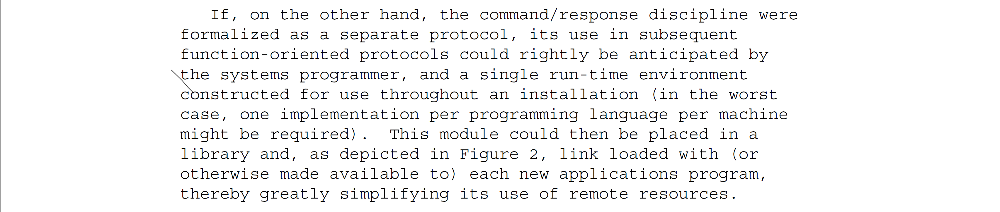 If, on the other hand, the command/response discipline were
formalized as a separate protocol, its use in subsequent
function-oriented protocols could rightly be anticipated by
the systems programmer, and a single run-time environment
constructed for use throughout an installation (in the worst
case, one implementation per programming language per machine
might be required).  This module could then be placed in a
library and, as depicted in Figure 2, link loaded with (or
otherwise made available to) each new applications program,
thereby greatly simplifying its use of remote resources.